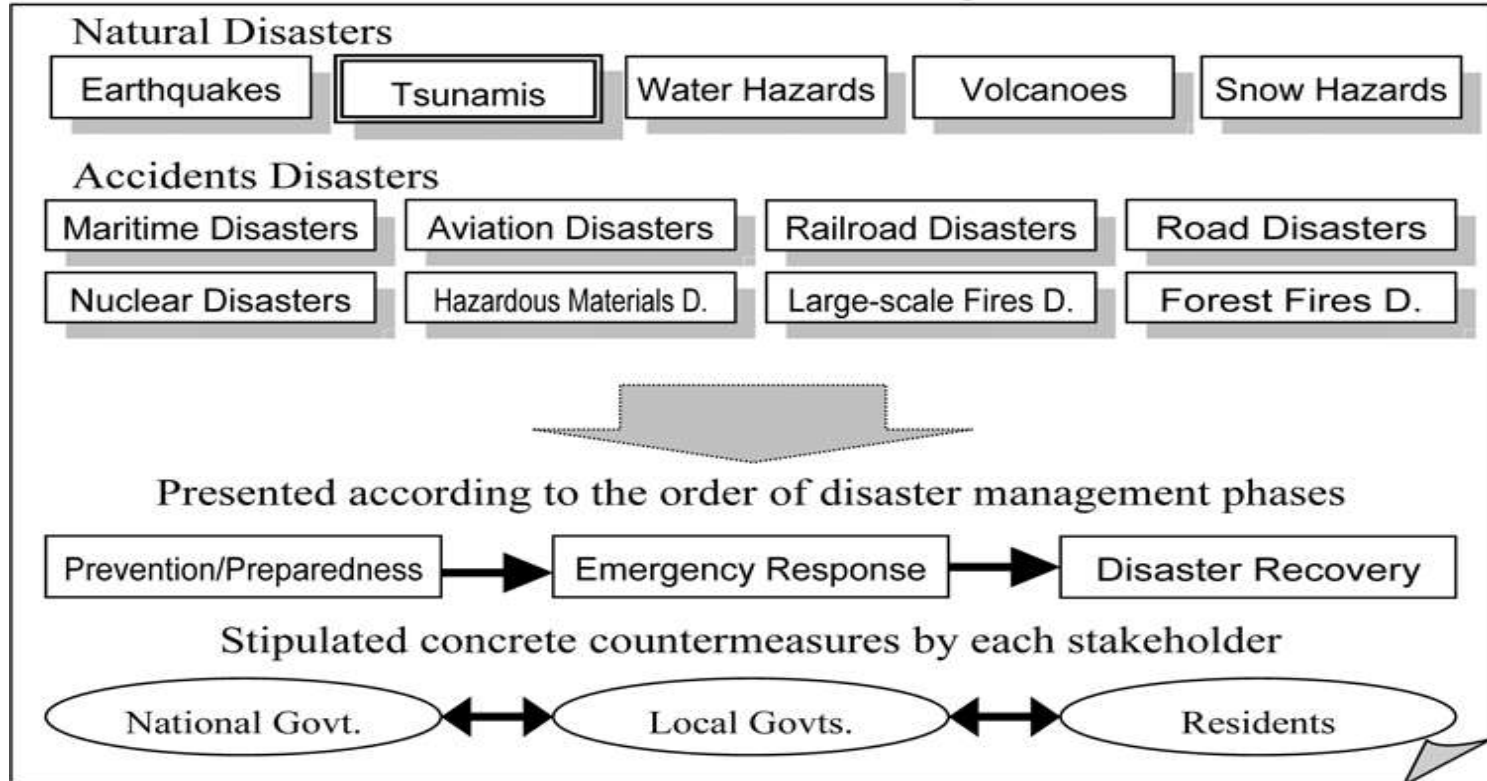 Natural Disasters
Earthquakes Tsunamis Water Hazards Volcanoes Snow Hazards
Accidents Disasters
Maritime Disasters Aviation Disasters Railroad Disasters Road Disasters
Nuclear Disasters Hazardous Materials D. Large-scale Fires D. Forest Fires D.
Presented according to the order of disaster management phases
Prevention/Preparedness Emergency Response Disaster Recovery
Stipulated concrete countermeasures by each stakeholder
National Govt. Local Govts. Residents